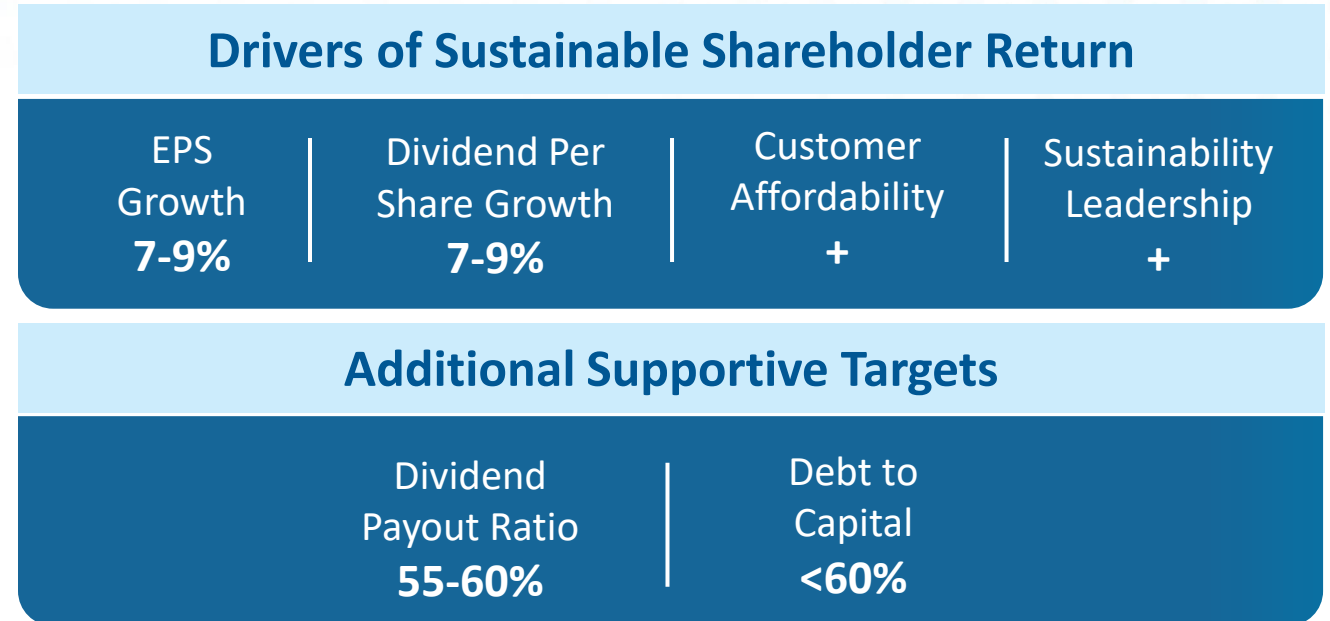 Drivers of Sustainable Shareholder Return
EPS
Growth
7-9%
Dividend Per
Share Growth
7-9%
Customer
Affordability
+
Sustainability
Leadership
+
Additional Supportive Targets
Dividend
Payout Ratio
55-60%
Debt to
Capital
<60%